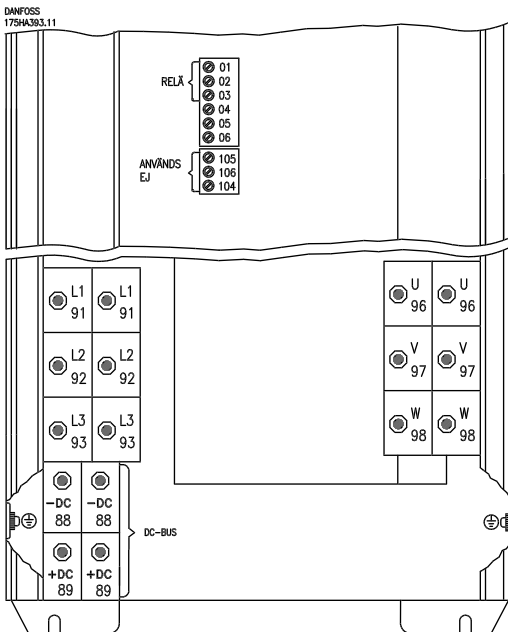 DANFOSS
175HA393.11
RELÄ
01
02
03
04
05
06
ANVÄNDS
EJ
105
106
104
L1 L1
91 91
L2 L2
92 92
L3 L3
93 93
U U
96 96
V V
97 97
W W
98 98
-DC -DC
88 88
DC-BUS
+DC +DC
89 89